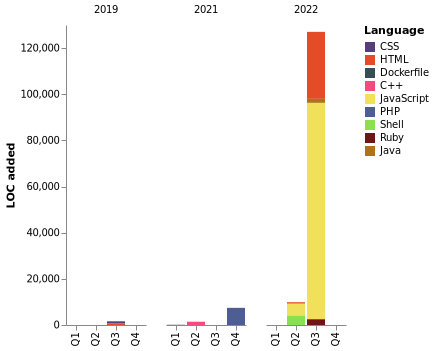 2019 2021 2022
Language
CSS
HTML
Dockerfile
C++
JavaScript
PHP
Shell
Ruby
Java
LOC added
120,000
100,000
80,000
60,000
40,000
20,000
0
Q1 Q2 Q3 Q4 Q1 Q2 Q3 Q4 Q1 Q2 Q3 Q4